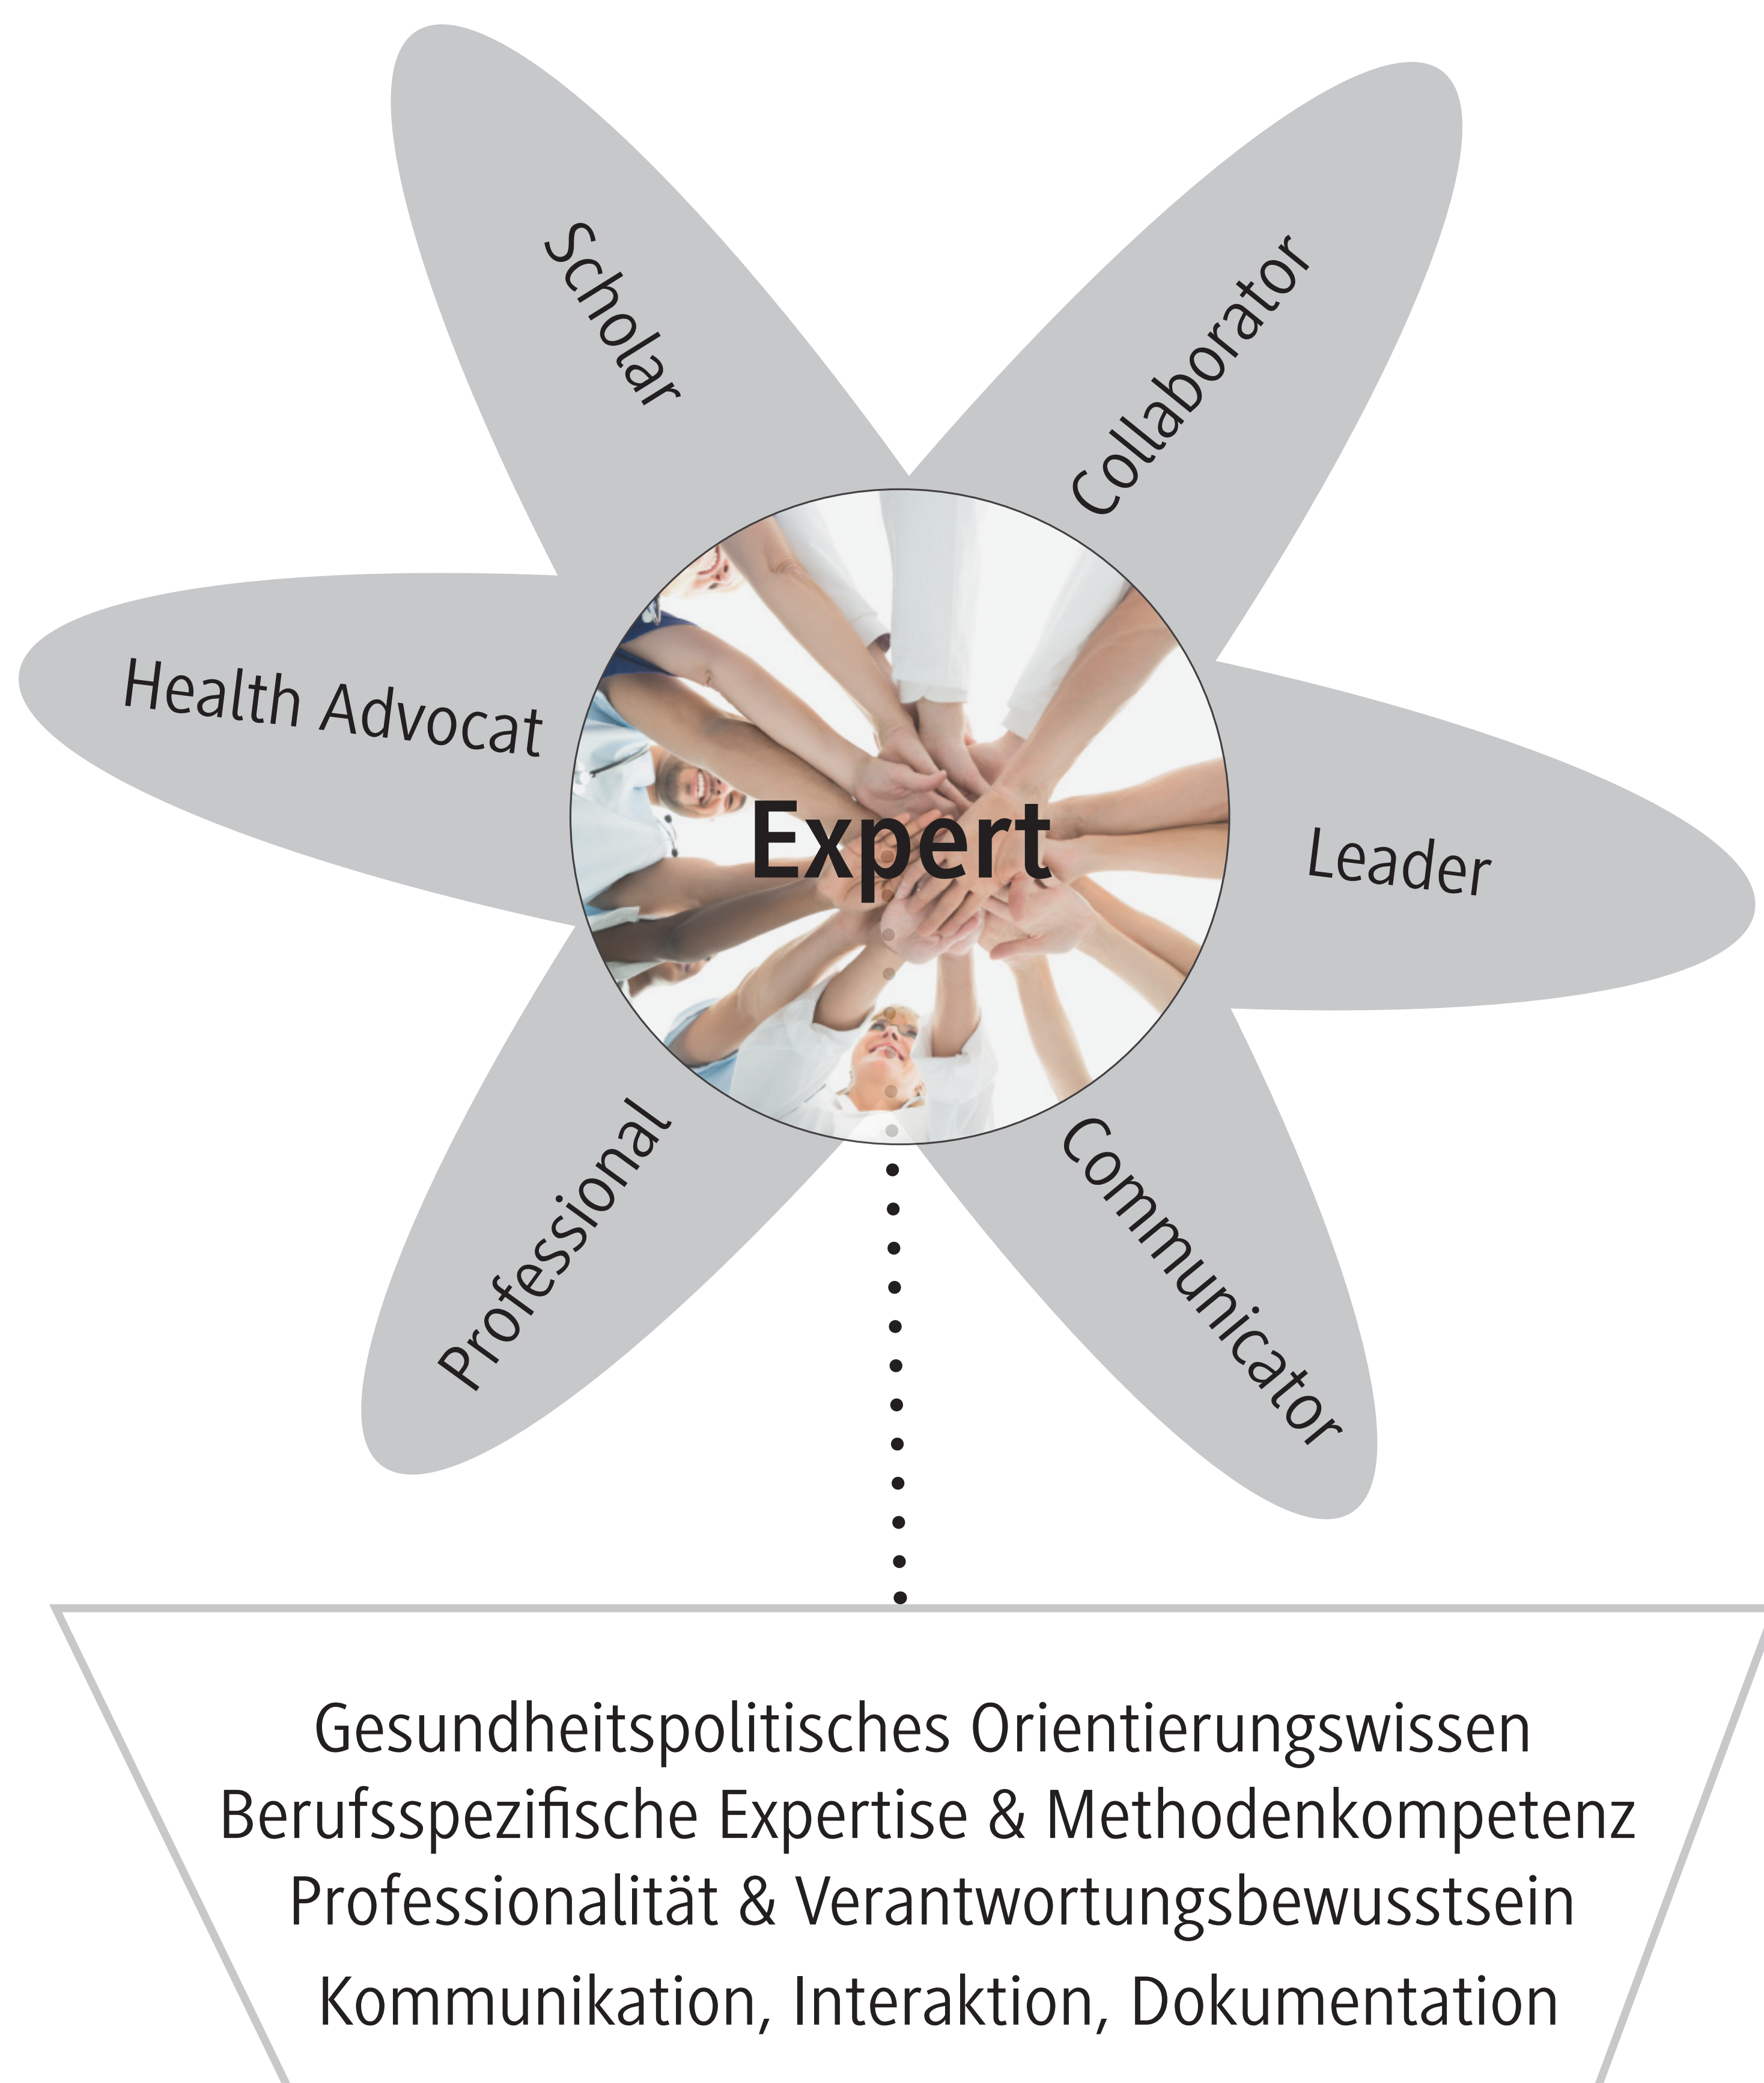 Scholar
Collaborator
Health Advocat
Expert
Leader
Professional
Communicator
Gesundheitspolitisches Orientierungswissen
Berufsspezifische Expertise & Methodenkompetenz
Professionalität & Verantwortungsbewusstsein
Kommunikation, Interaktion, Dokumentation